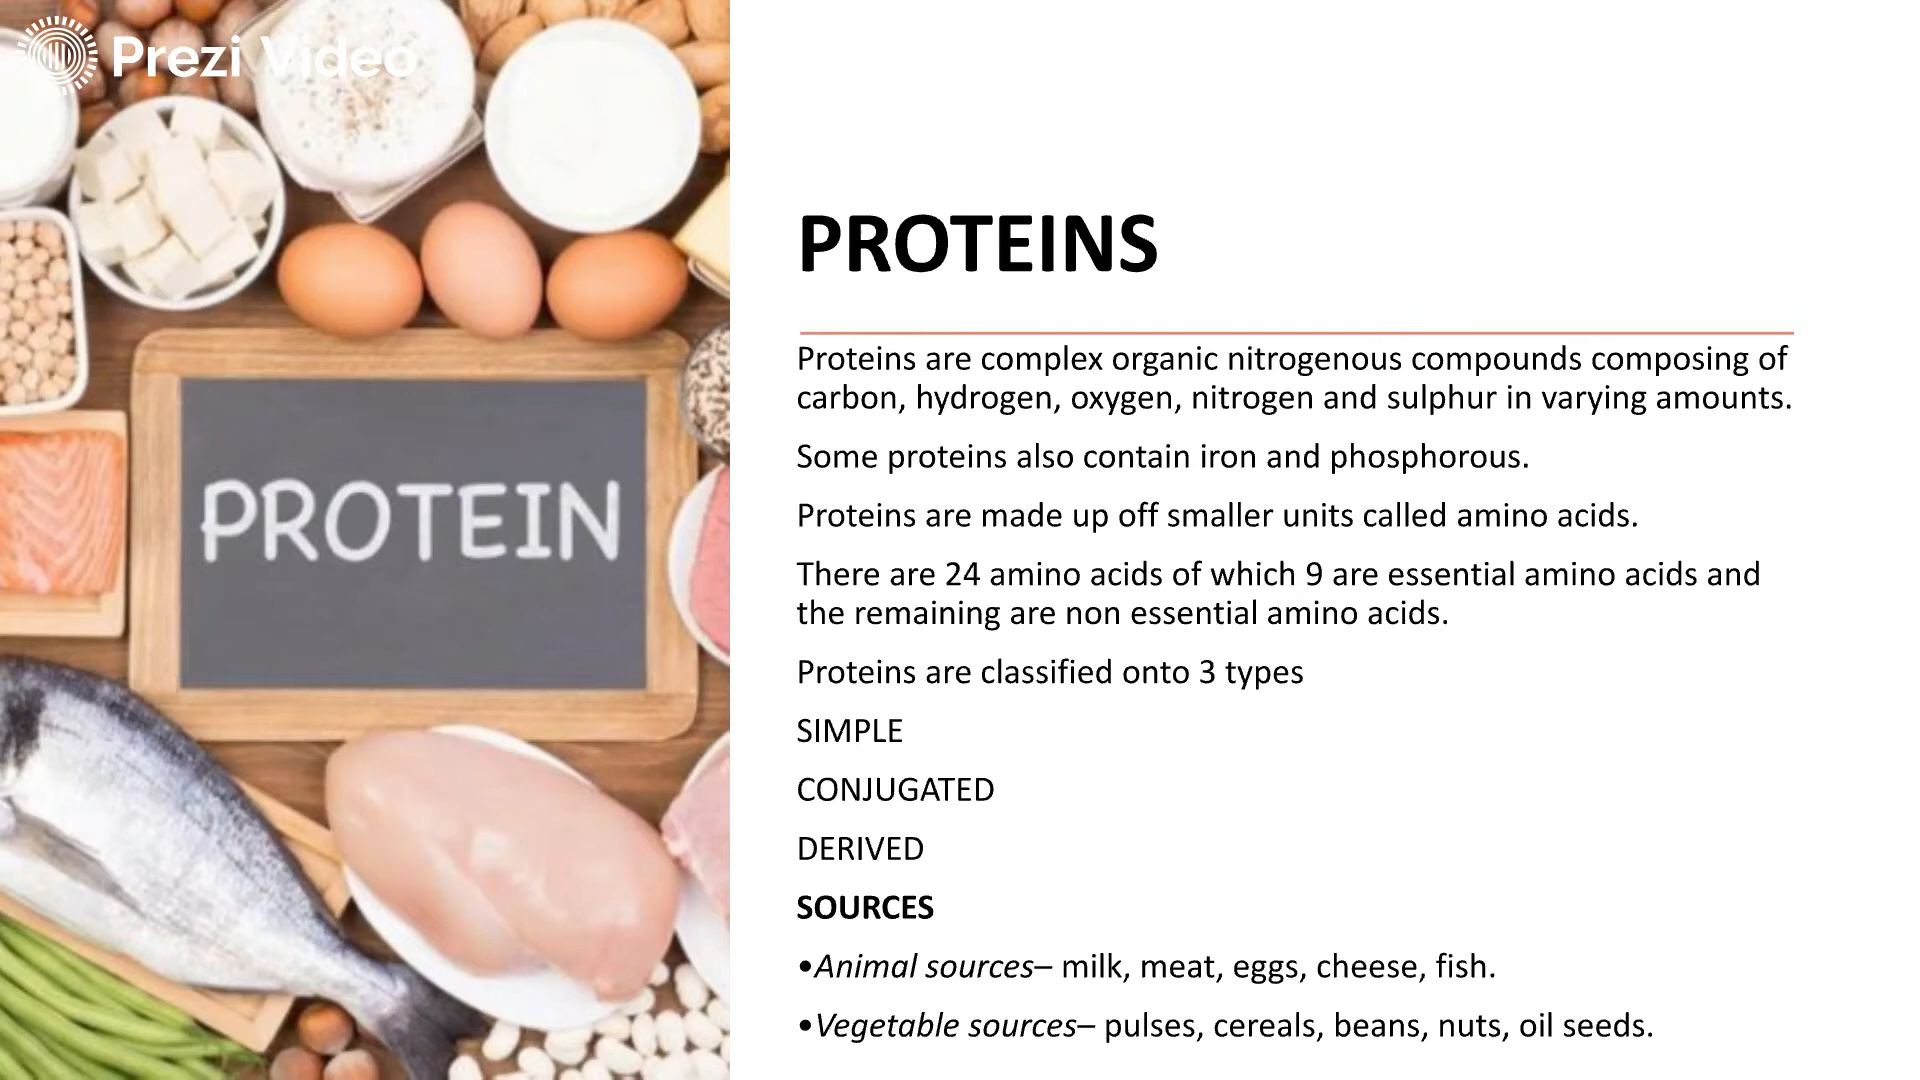 Prezi Video
PROTEIN
PROTEINS
Proteins are complex organic nitrogenous compounds composing of
carbon, hydrogen, oxygen, nitrogen and sulphur in varying amounts.
Some proteins also contain iron and phosphorous.
Proteins are made up off smaller units called amino acids.
There are 24 amino acids of which 9 are essential amino acids and
the remaining are non essential amino acids.
Proteins are classified onto 3 types
SIMPLE
CONJUGATED
DERIVED
SOURCES
•Animal sources– milk, meat, eggs, cheese, fish.
•Vegetable sources– pulses, cereals, beans, nuts, oil seeds.